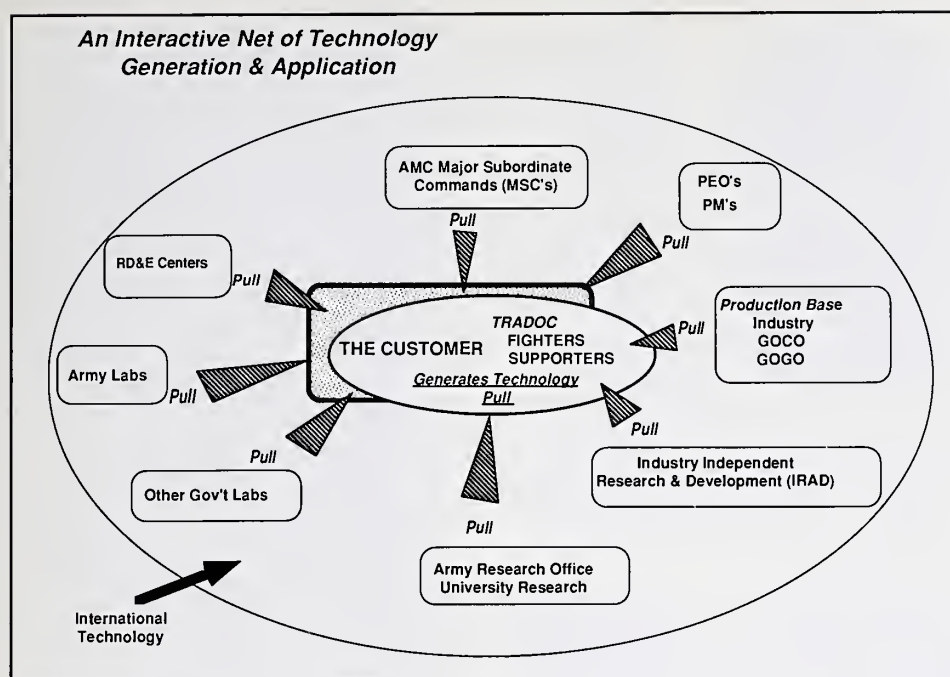 An Interactive Net of Technology
Generation & Application
AMC Major Subordinate
Commands (MSC's)
Pull
PEO's
PM's
Pull
RD&E Centers
Pull
Production Base
Industry
GOCO
GOGO
Pull
THE CUSTOMER
TRADOC
FIGHTERS
SUPPORTERS
Generates Technology
Pull
Army Labs
Pull
Other Gov't Labs
Pull
Industry Independent
Research & Development (IRAD)
Pull
Pull
Army Research Office
University Research
International
Technology